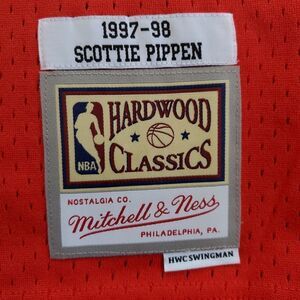 1997-98
SCOTTIE PIPPEN
HARDWOOD
NBA
CLASSICS
NOSTALGIA CO.
Mitchell & Ness
PHILADELPHIA, PA.
HWC SWINGMAN